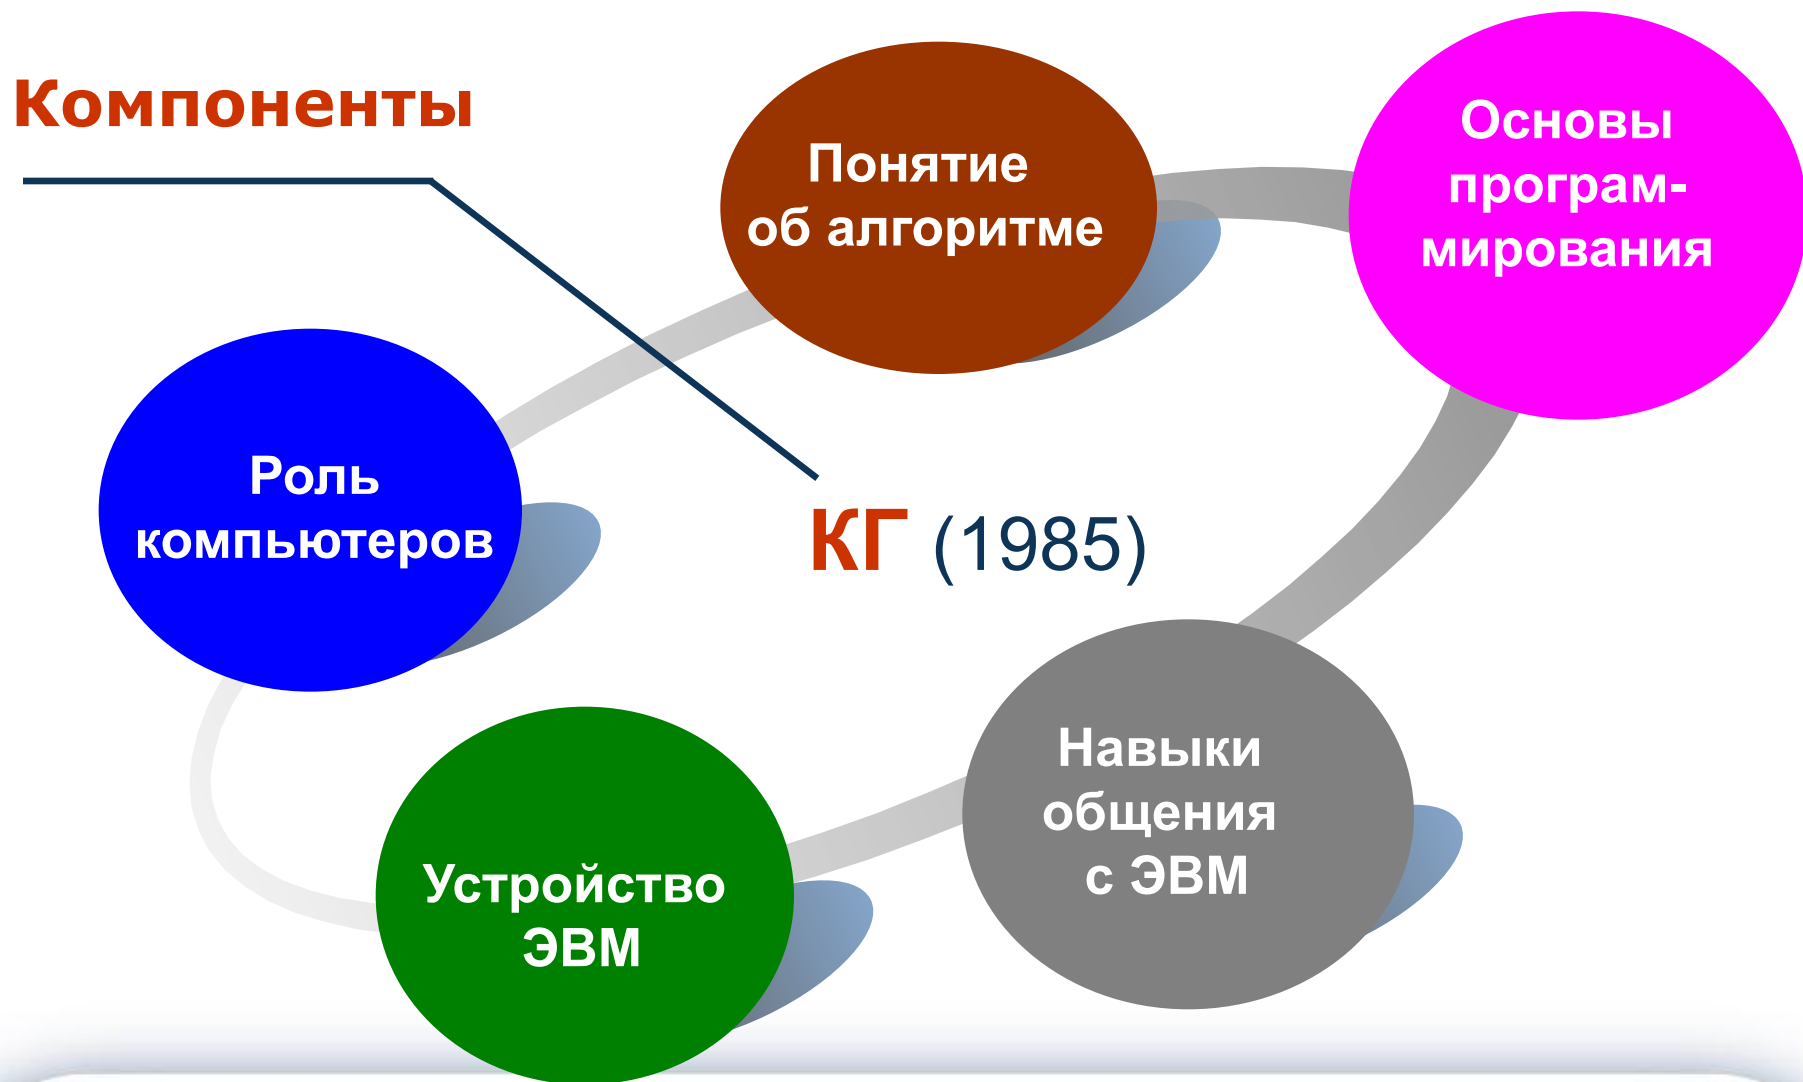 Компоненты
Понятие
об алгоритме
Основы
програм-
мирования
Роль
компьютеров
КГ (1985)
Навыки
общения
с ЭВМ
Устройство
ЭВМ